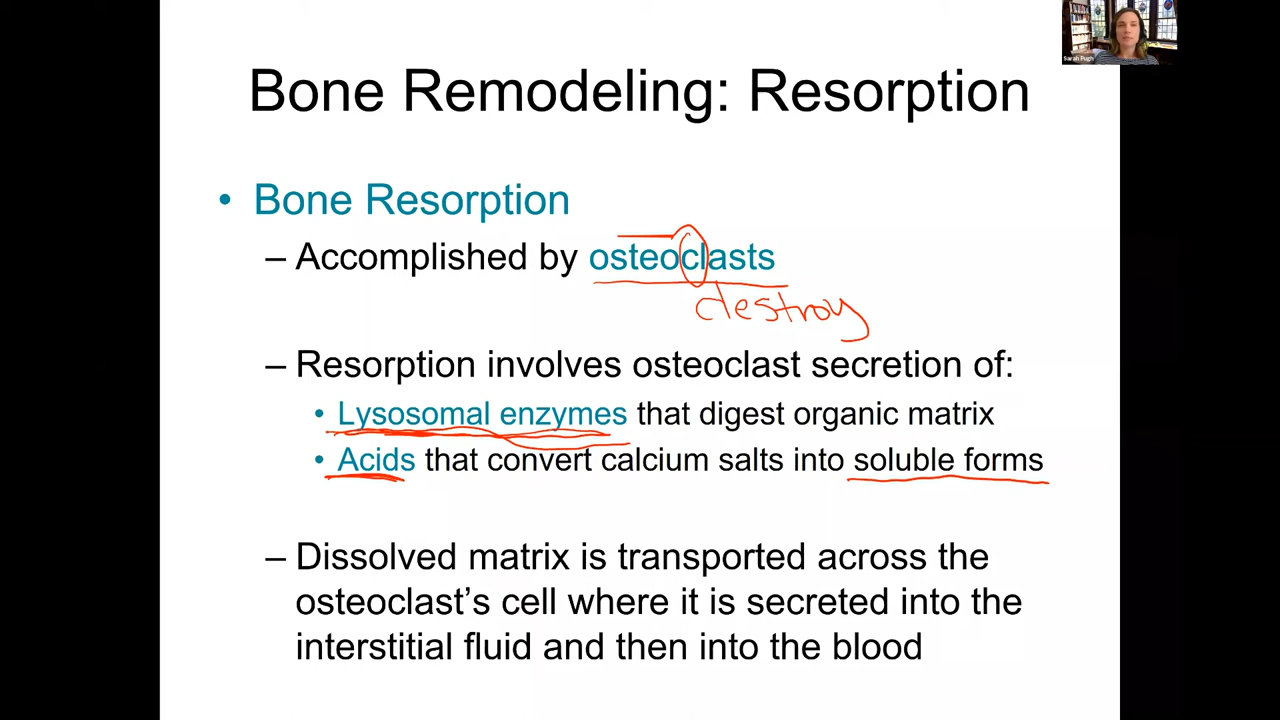 Sarah Pugh
Bone Remodeling: Resorption
• Bone Resorption
– Accomplished by osteoclasts
destroy
– Resorption involves osteoclast secretion of:
• Lysosomal enzymes that digest organic matrix
• Acids that convert calcium salts into soluble forms
– Dissolved matrix is transported across the
osteoclast's cell where it is secreted into the
interstitial fluid and then into the blood